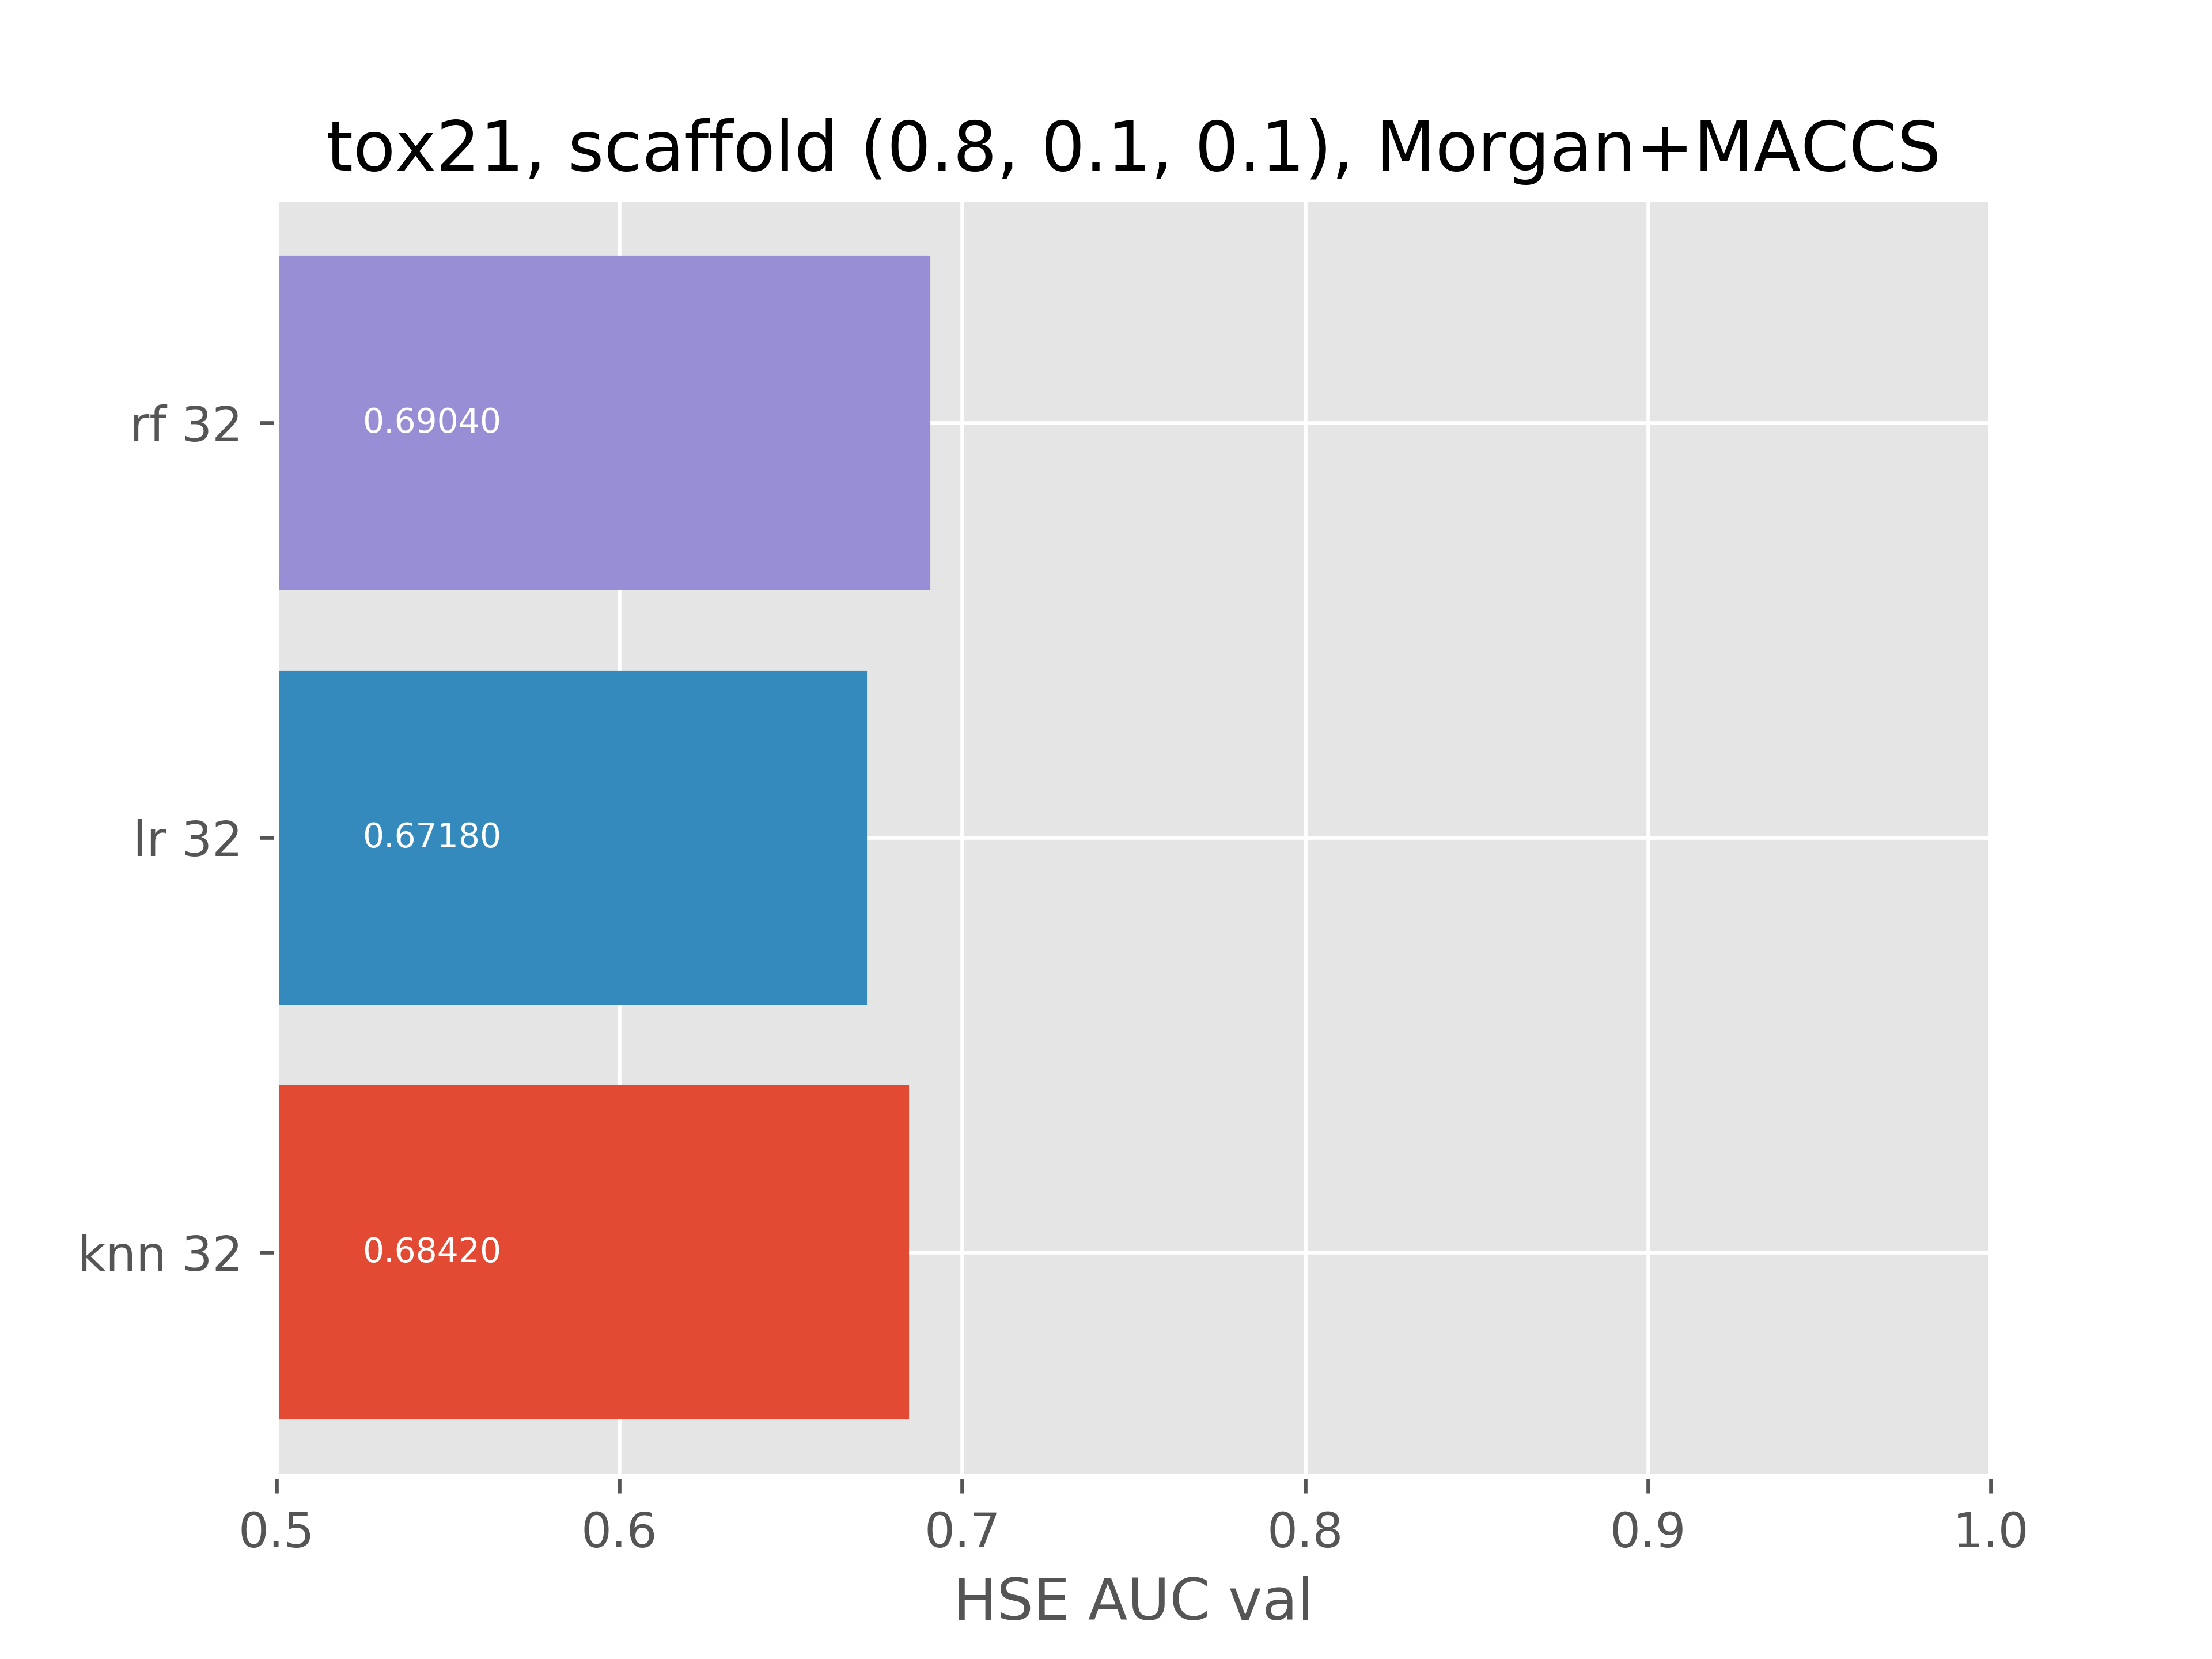 tox21, scaffold (0.8, 0.1, 0.1), Morgan+MACCS
rf 32
0.69040
lr 32
0.67180
knn 32
0.68420
0.5 0.6 0.7 0.8 0.9 1.0
HSE AUC val